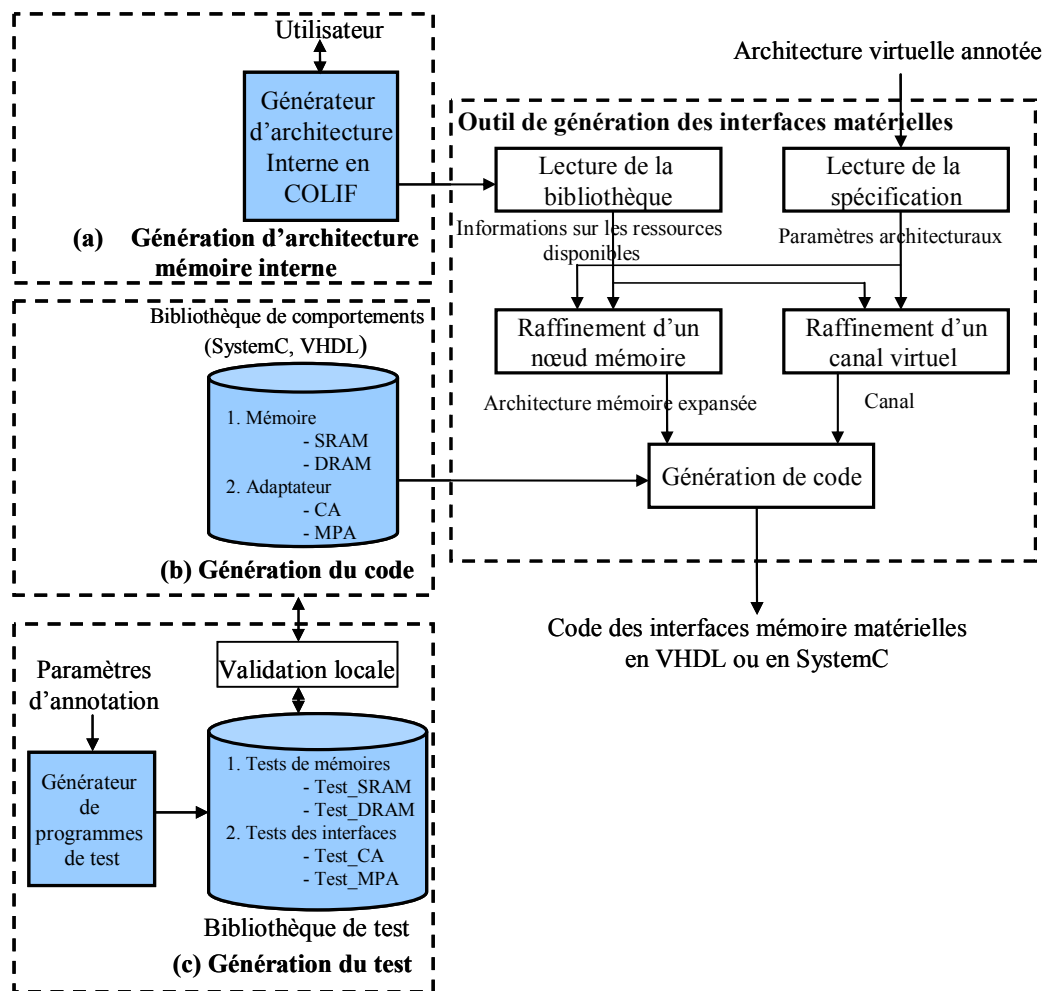 Utilisateur
Générateur
d'architecture
Interne en
COLIF
(a) Génération d'architecture
mémoire interne
Architecture virtuelle annotée
Outil de génération des interfaces matérielles
Lecture de la
bibliothèque
Lecture de la
spécification
Informations sur les ressources
disponibles
Paramètres architecturaux
Raffinement d'un
nœud mémoire
Raffinement d'un
canal virtuel
Architecture mémoire expansée
Canal
Génération de code
Code des interfaces mémoire matérielles
en VHDL ou en SystemC
Bibliothèque de comportements
(SystemC, VHDL)
1. Mémoire
- SRAM
- DRAM
2. Adaptateur
- CA
- MPA
(b) Génération du code
Validation locale
Paramètres
d'annotation
Générateur
de
programmes
de test
1. Tests de mémoires
- Test_SRAM
- Test_DRAM
2. Tests des interfaces
- Test_CA
- Test_MPA
Bibliothèque de test
(c) Génération du test